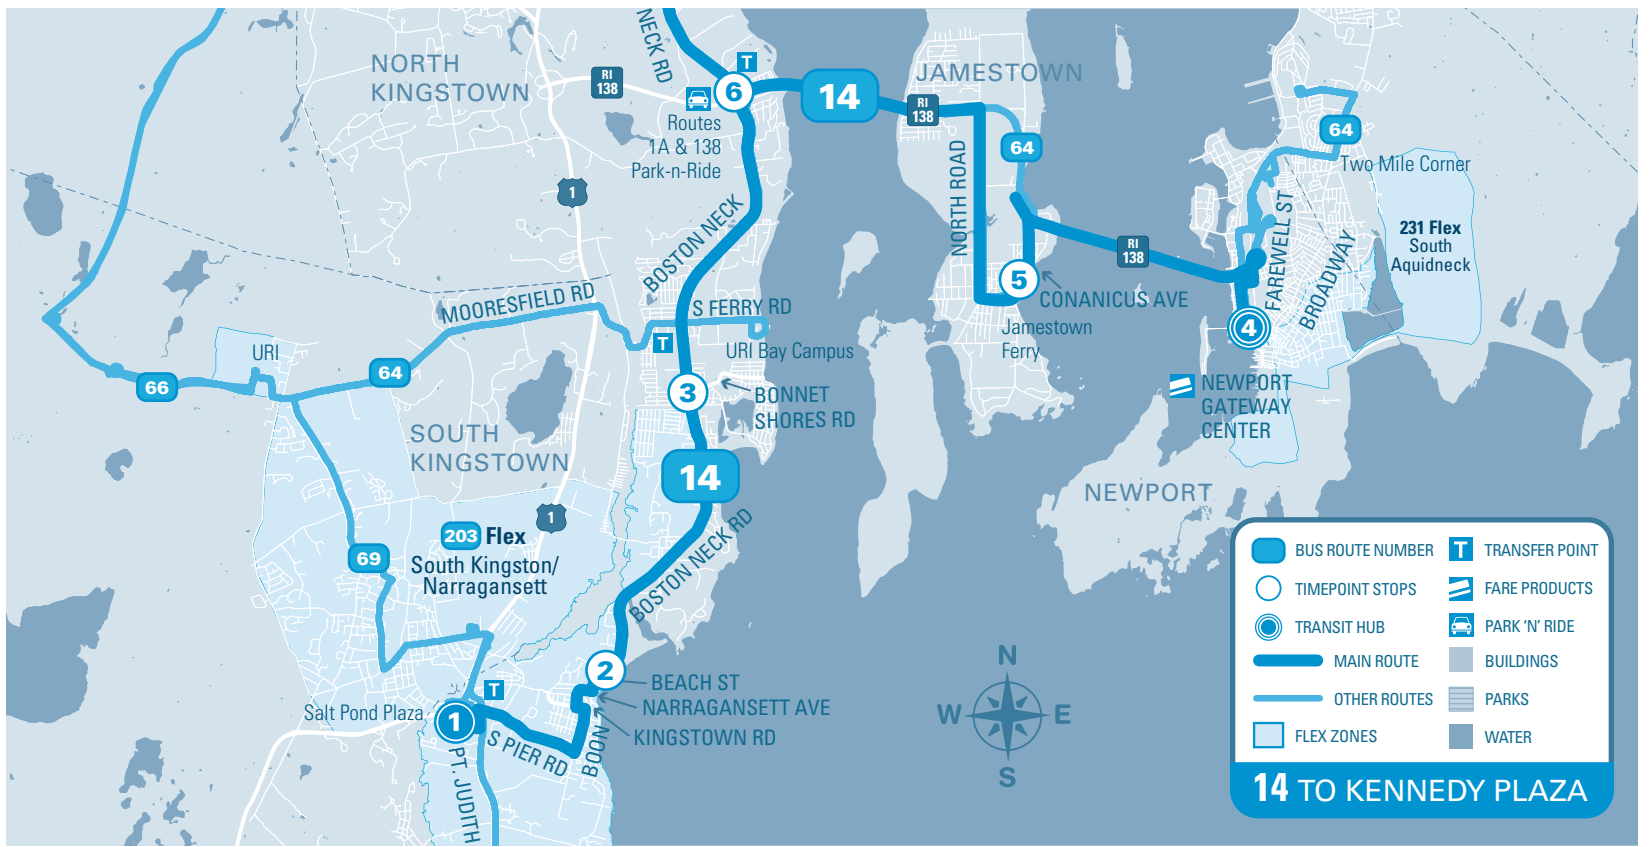 NORTH
KINGSTOWN
RI
138
NECK RD
T
6
Routes
1A & 138
Park-n-Ride
14
JAMESTOWN
RI
138
64
NORTH ROAD
1
BOSTON NECK
RI
138
5
CONANICUS AVE
Jamestown
Ferry
64
Two Mile Corner
FAREWELL ST
BROADWAY
231 Flex
South
Aquidneck
4
NEWPORT
GATEWAY
CENTER
NEWPORT
MOORESFIELD RD
S FERRY RD
T
URI Bay Campus
URI
66
64
3
BONNET
SHORES RD
SOUTH
KINGSTOWN
14
1
203 Flex
South Kingston/
Narragansett
69
BOSTON NECK RD
2
BEACH ST
NARRAGANSETT AVE
KINGSTOWN RD
T
Salt Pond Plaza
1
S PIER RD
BOON
PT. JUDITH
N
W
E
S
BUS ROUTE NUMBER
T TRANSFER POINT
TIMEPOINT STOPS
FARE PRODUCTS
TRANSIT HUB
PARK 'N' RIDE
MAIN ROUTE
BUILDINGS
OTHER ROUTES
PARKS
FLEX ZONES
WATER
14 TO KENNEDY PLAZA